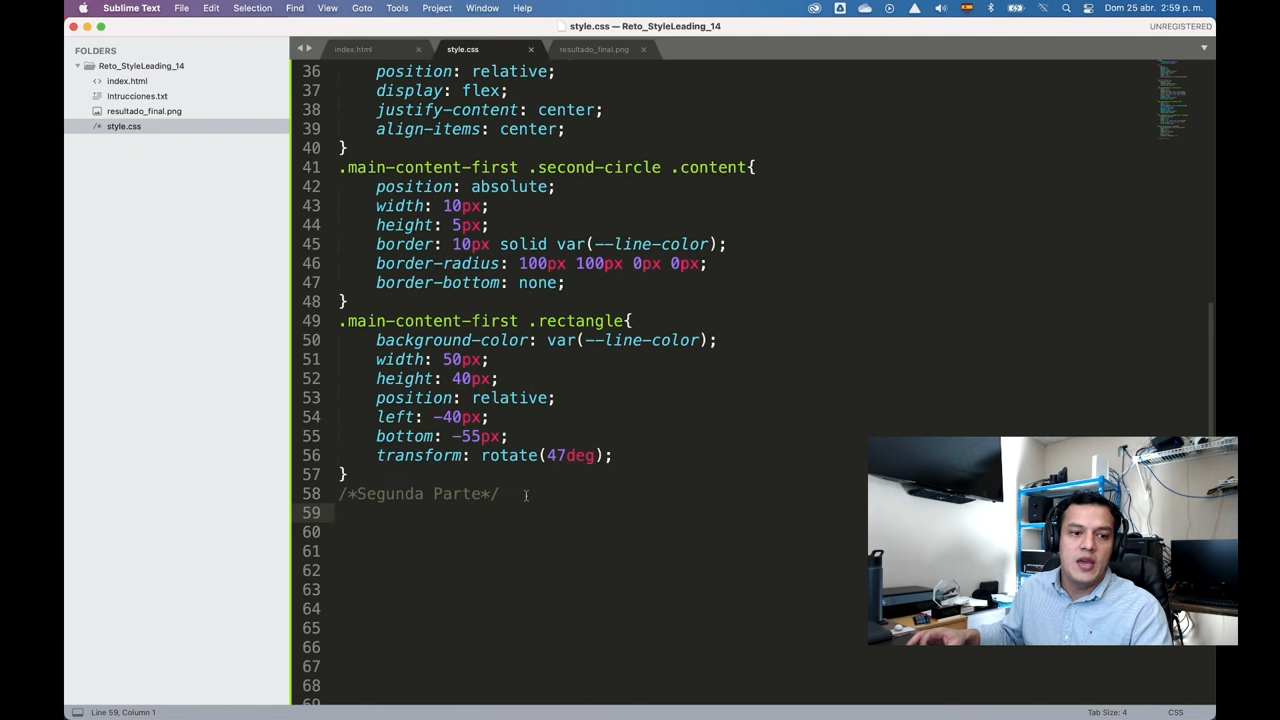 Sublime Text File Edit Selection Find View Goto Tools Project Window Help
Dom 25 abr. 2:59 p. m.
style.css — Reto_StyleLeading_14
UNREGISTERED
FOLDERS
Reto_StyleLeading_14
index.html
Intrucciones.txt
resultado_final.png
style.css
index.html
style.css
resultado_final.png
36 position: relative;
37 display: flex;
38 justify-content: center;
39 align-items: center;
40 }
41 .main-content-first .second-circle .content{
42 position: absolute;
43 width: 10px;
44 height: 5px;
45 border: 10px solid var(--line-color);
46 border-radius: 100px 100px 0px 0px;
47 border-bottom: none;
48 }
49 .main-content-first .rectangle{
50 background-color: var(--line-color);
51 width: 50px;
52 height: 40px;
53 position: relative;
54 left: -40px;
55 bottom: -55px;
56 transform: rotate(47deg);
57 }
58 /*Segunda Parte*/
59
60
61
62
63
64
65
66
67
68
69
Line 59, Column 1
Tab Size: 4
CSS